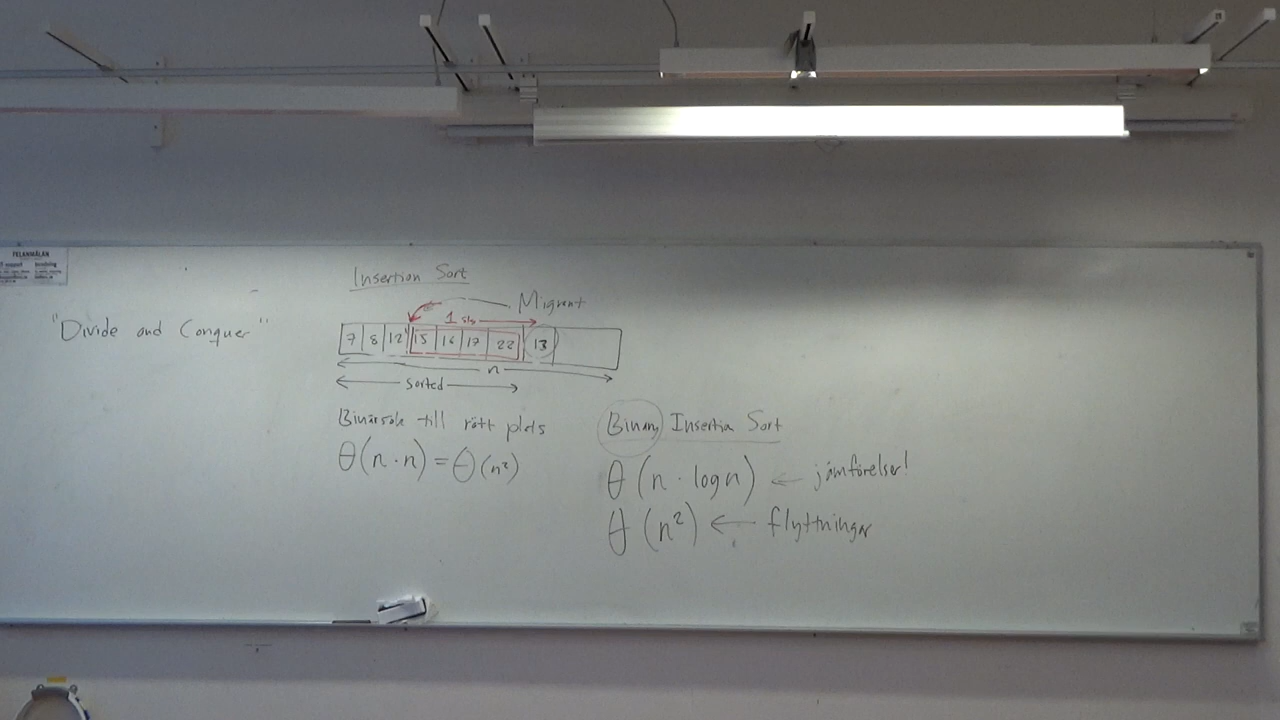 FELANMÄLAN
Insertion Sort
"Divide and Conquer"
Migrant
1
7 8 12 15 16 17 22 13
n
sorted
Binärsök till rätt plats
θ(n·n) = θ(n²)
Binary Insertion Sort
θ(n · log n) ← jämförelser!
θ(n²) ← flyttningar